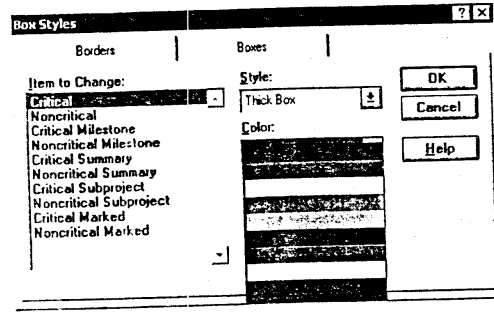 Box Styles
Borders
Boxes
Item to Change:
Critical
Noncritical
Critical Milestone
Noncritical Milestone
Critical Summary
Noncritical Summary
Critical Subproject
Noncritical Subproject
Critical Marked
Noncritical Marked
Style:
Thick Box
Color:
OK
Cancel
Help